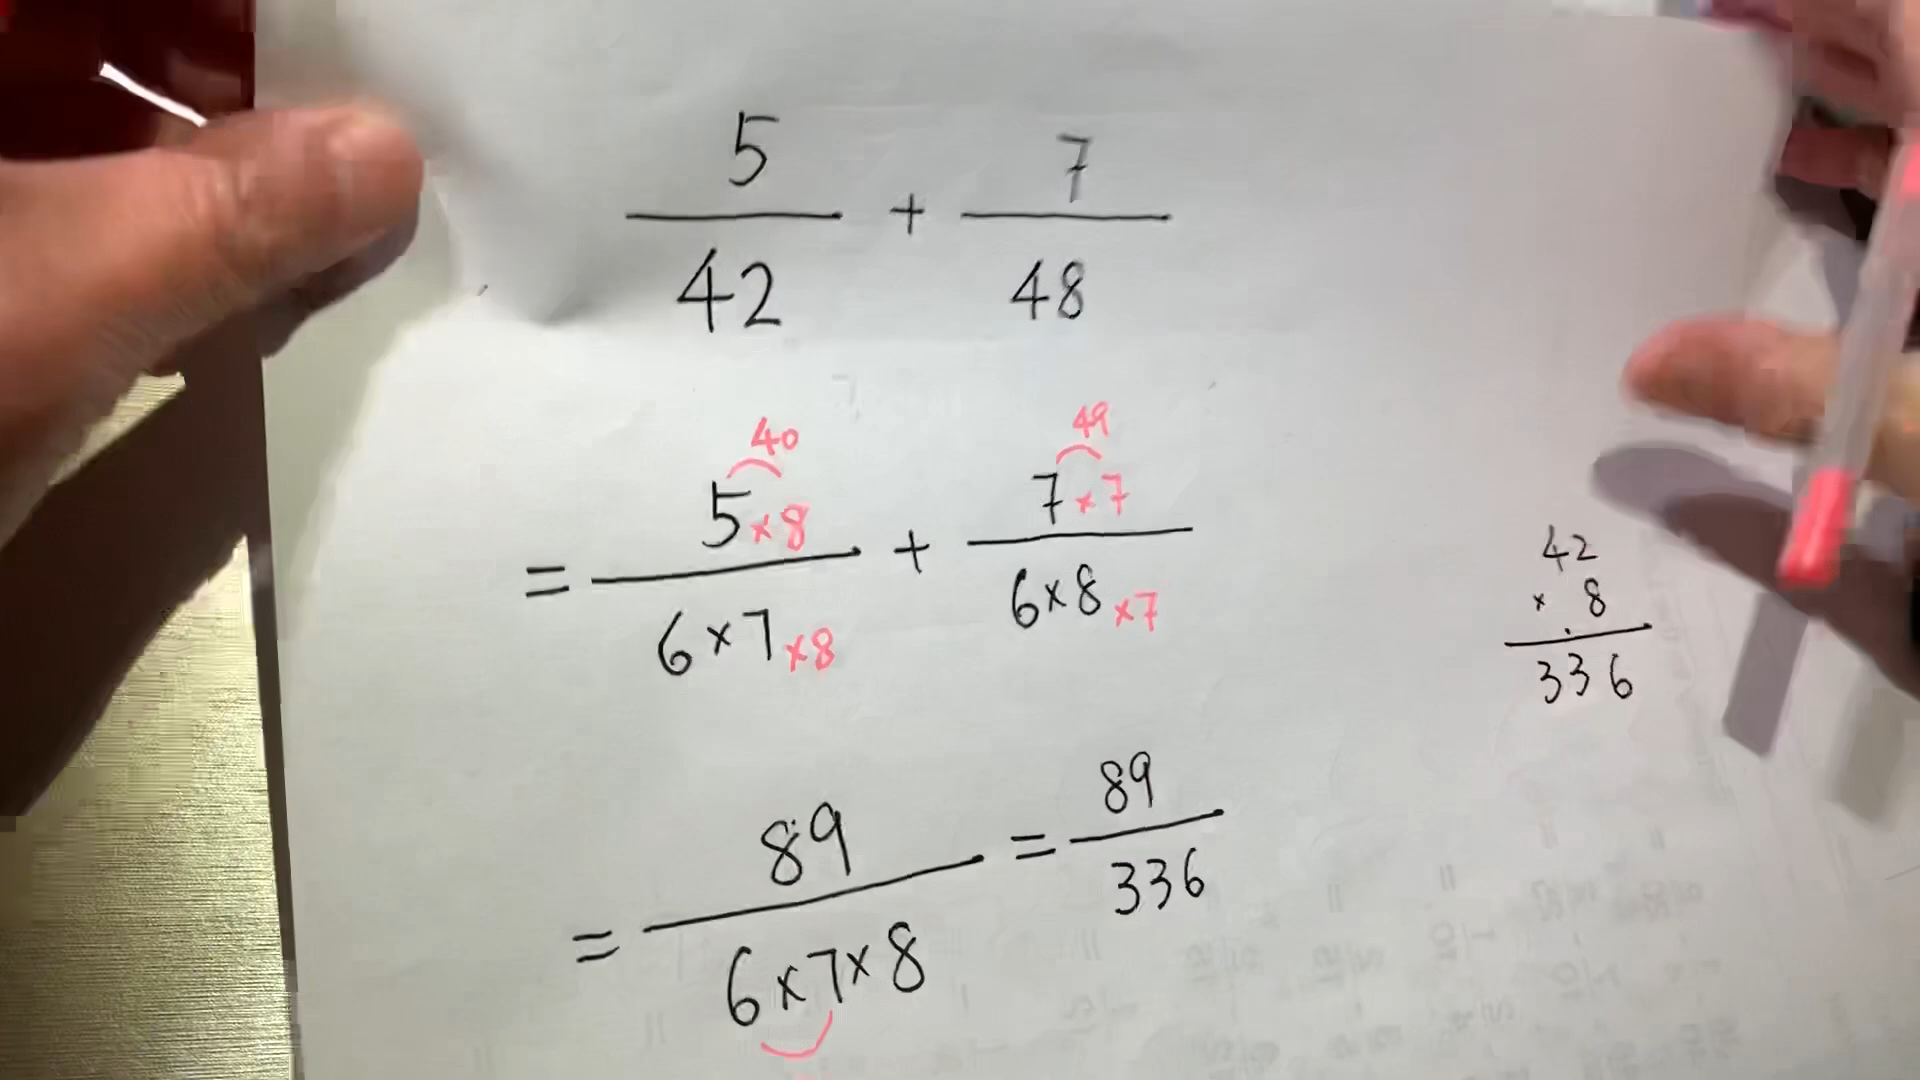 5/42 + 7/48
40 49
= 5×8/6×7×8 + 7×7/6×8×7
42
× 8
336
= 89/6×7×8 = 89/336